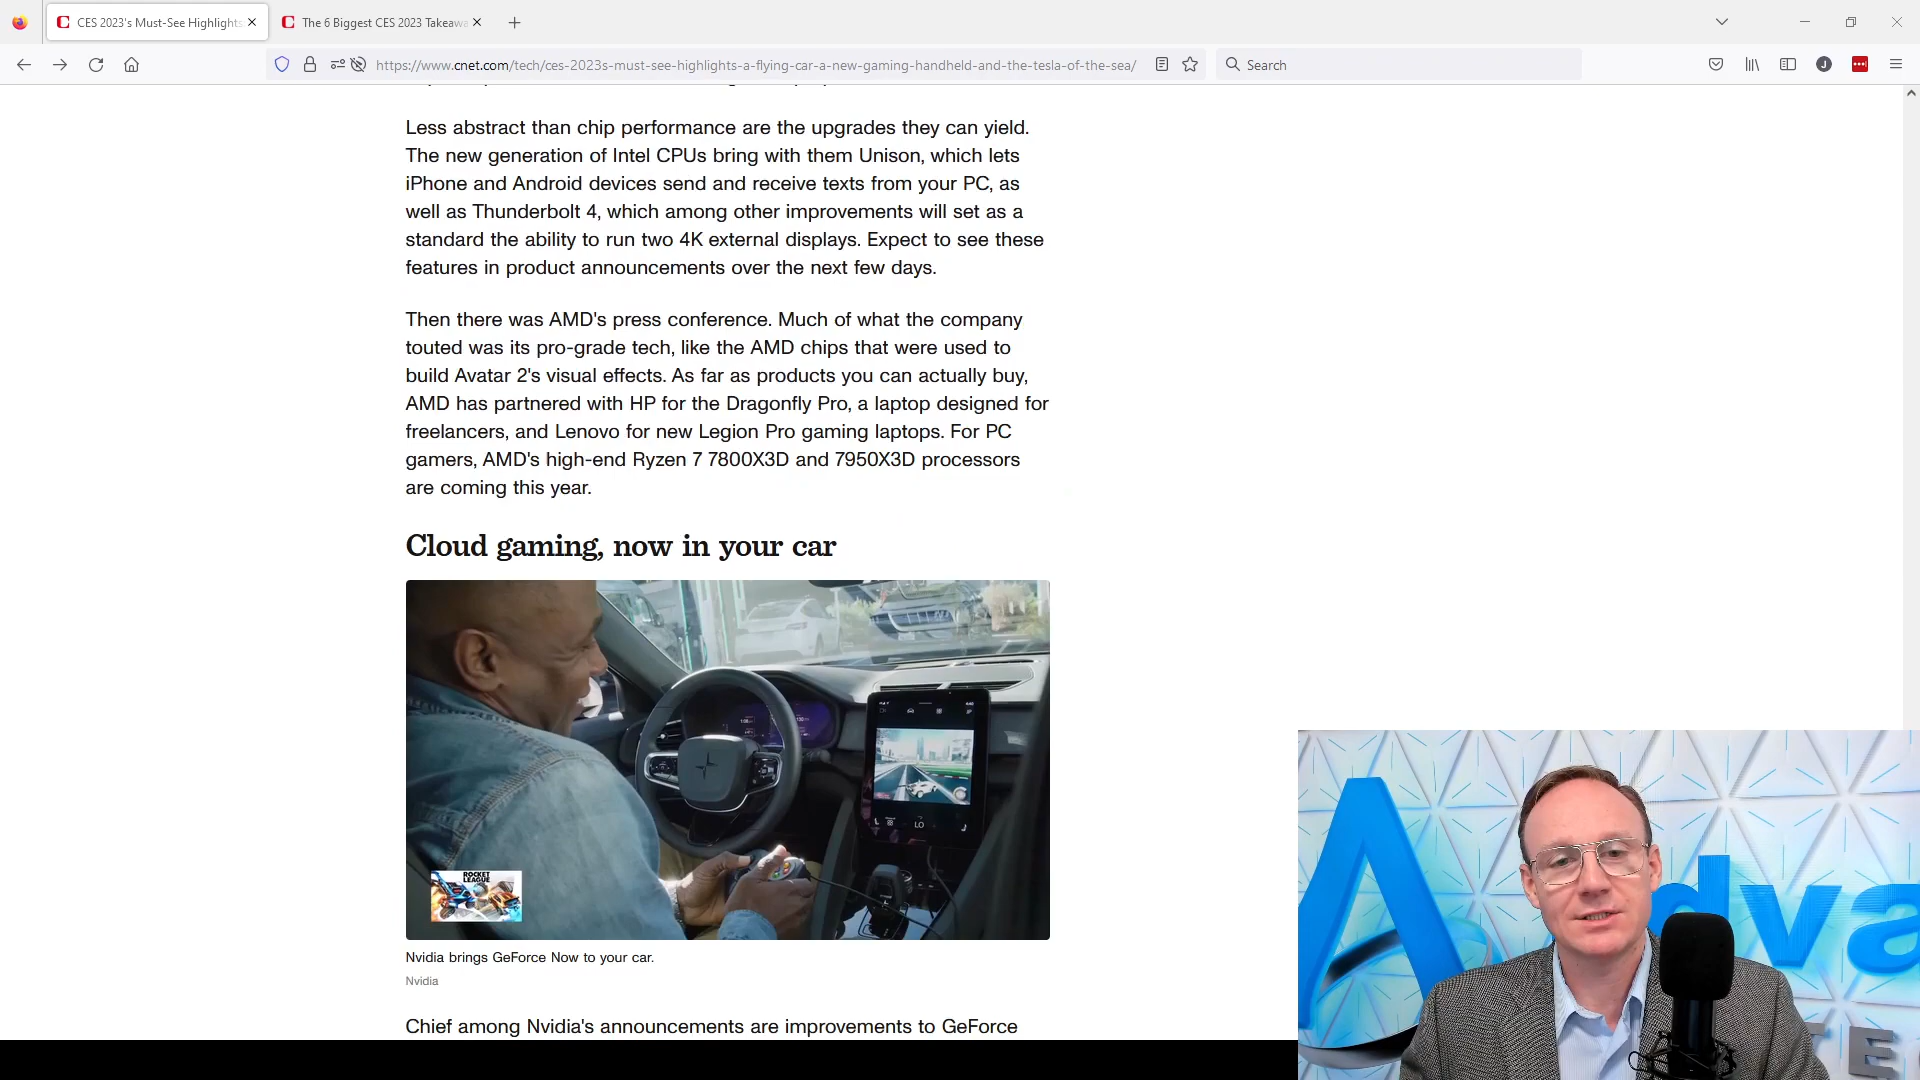 CES 2023's Must-See Highlights
The 6 Biggest CES 2023 Takeaw
https://www.cnet.com/tech/ces-2023s-must-see-highlights-a-flying-car-a-new-gaming-handheld-and-the-tesla-of-the-sea/
Search
J
Less abstract than chip performance are the upgrades they can yield.
The new generation of Intel CPUs bring with them Unison, which lets
iPhone and Android devices send and receive texts from your PC, as
well as Thunderbolt 4, which among other improvements will set as a
standard the ability to run two 4K external displays. Expect to see these
features in product announcements over the next few days.
Then there was AMD's press conference. Much of what the company
touted was its pro-grade tech, like the AMD chips that were used to
build Avatar 2's visual effects. As far as products you can actually buy,
AMD has partnered with HP for the Dragonfly Pro, a laptop designed for
freelancers, and Lenovo for new Legion Pro gaming laptops. For PC
gamers, AMD's high-end Ryzen 7 7800X3D and 7950X3D processors
are coming this year.
Cloud gaming, now in your car
LO
ROCKET
LEAGUE
Nvidia brings GeForce Now to your car.
Nvidia
Chief among Nvidia's announcements are improvements to GeForce
Adva
TE